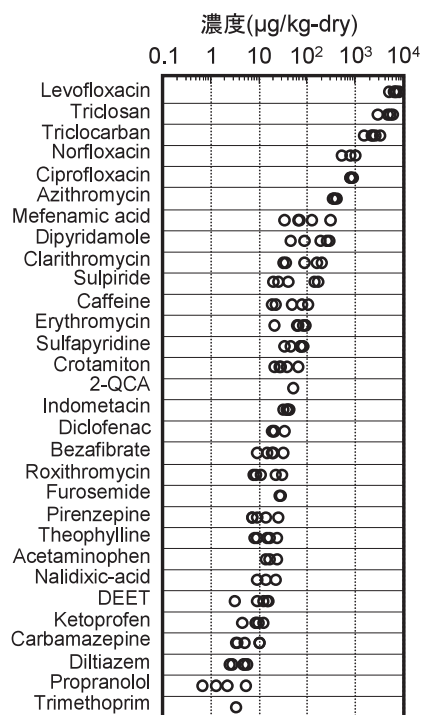 濃度(μg/kg-dry)
0.1 1 10 10² 10³ 10⁴
Levofloxacin
Triclosan
Triclocarban
Norfloxacin
Ciprofloxacin
Azithromycin
Mefenamic acid
Dipyridamole
Clarithromycin
Sulpiride
Caffeine
Erythromycin
Sulfapyridine
Crotamiton
2-QCA
Indometacin
Diclofenac
Bezafibrate
Roxithromycin
Furosemide
Pirenzepine
Theophylline
Acetaminophen
Nalidixic-acid
DEET
Ketoprofen
Carbamazepine
Diltiazem
Propranolol
Trimethoprim